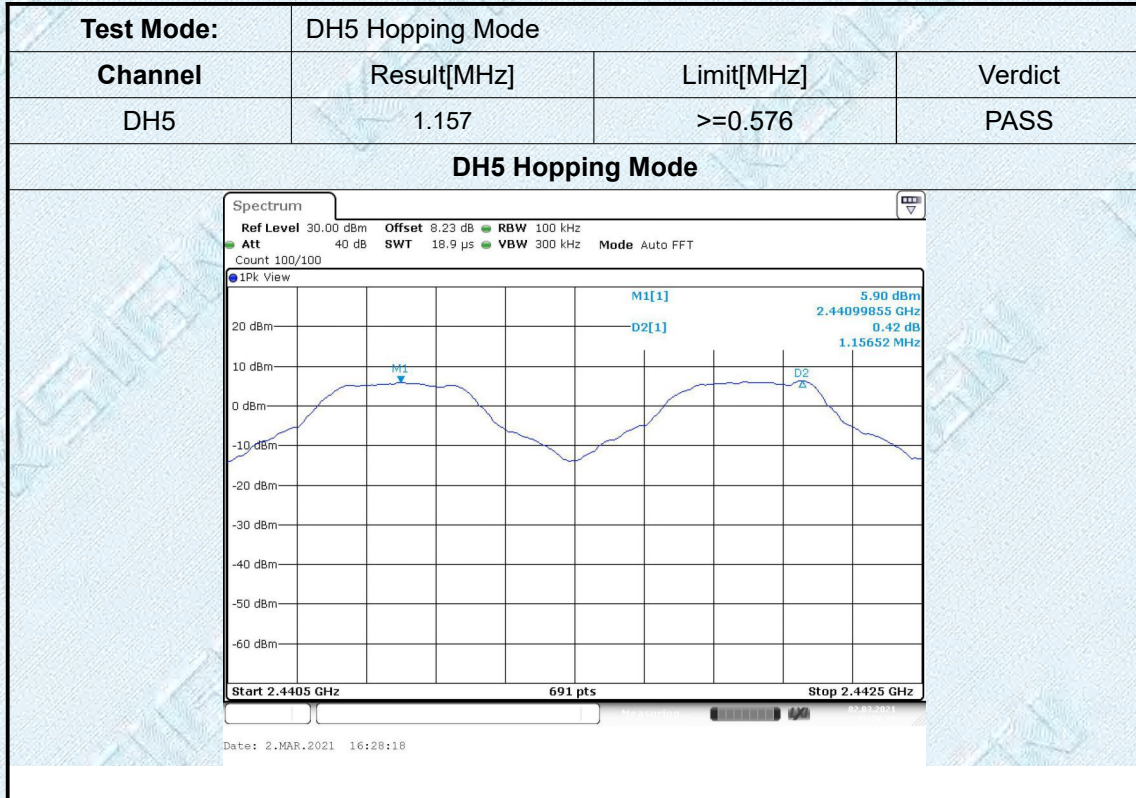 Test Mode: DH5 Hopping Mode
Channel Result[MHz] Limit[MHz] Verdict
DH5 1.157 >=0.576 PASS
DH5 Hopping Mode
Spectrum
Ref Level 30.00 dBm Offset 8.23 dB RBW 100 kHz
Att 40 dB SWT 18.9 µs VBW 300 kHz Mode Auto FFT
Count 100/100
1Pk View
M1[1] 5.90 dBm
2.44099855 GHz
20 dBm
D2[1] 0.42 dB
1.15652 MHz
10 dBm
M1
D2
0 dBm
-10 dBm
-20 dBm
-30 dBm
-40 dBm
-50 dBm
-60 dBm
Start 2.4405 GHz 691 pts Stop 2.4425 GHz
02.03.2021
Date: 2.MAR.2021 16:28:18